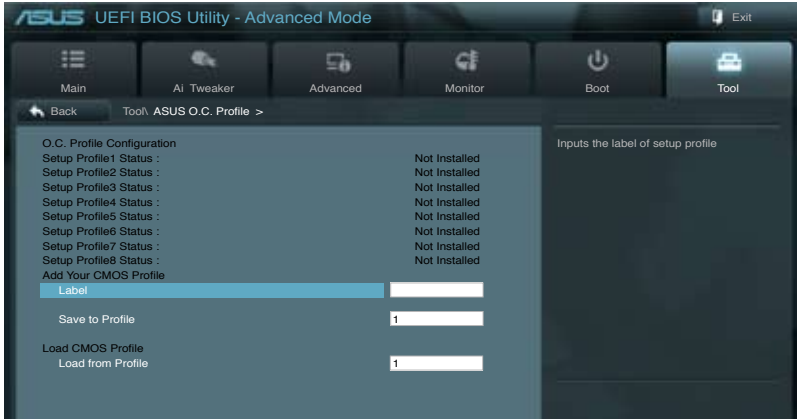 ASUS UEFI BIOS Utility - Advanced Mode
Exit
Main
Ai Tweaker
Advanced
Monitor
Boot
Tool
Back
Tool\ ASUS O.C. Profile >
O.C. Profile Configuration
Setup Profile1 Status : Not Installed
Setup Profile2 Status : Not Installed
Setup Profile3 Status : Not Installed
Setup Profile4 Status : Not Installed
Setup Profile5 Status : Not Installed
Setup Profile6 Status : Not Installed
Setup Profile7 Status : Not Installed
Setup Profile8 Status : Not Installed
Add Your CMOS Profile
Label
Save to Profile 1
Load CMOS Profile
Load from Profile 1
Inputs the label of setup profile